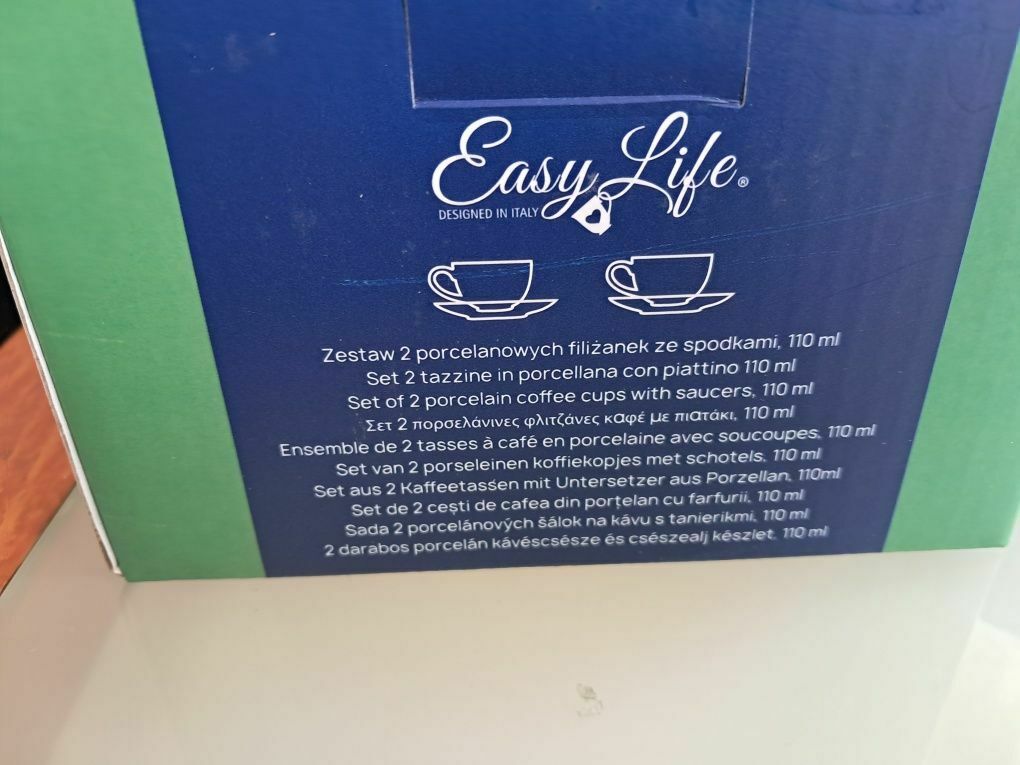 Easy Life®
DESIGNED IN ITALY
Zestaw 2 porcelanowych filiżanek ze spodkami, 110 ml
Set 2 tazzine in porcellana con piattino 110 ml
Set of 2 porcelain coffee cups with saucers, 110 ml
Σετ 2 πορσελάνινες φλιτζάνες καφέ με πιατάκι, 110 ml
Ensemble de 2 tasses à café en porcelaine avec soucoupes, 110 ml
Set van 2 porseleinen koffiekopjes met schotels. 110 ml
Set aus 2 Kaffeetassen mit Untersetzer aus Porzellan. 110ml
Set de 2 cești de cafea din porțelan cu farfurii, 110 ml
Sada 2 porcelánových šálok na kávu s tanierikmi, 110 ml
2 darabos porcelán kávéscsésze és csészealj készlet. 110 ml